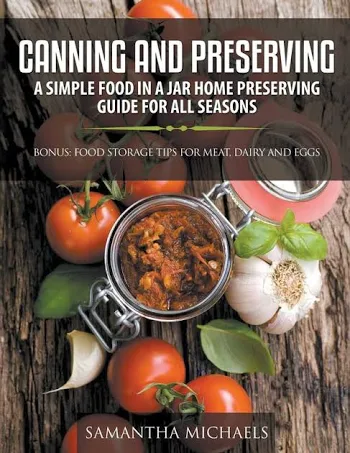 CANNING AND PRESERVING
A SIMPLE FOOD IN A JAR HOME PRESERVING
GUIDE FOR ALL SEASONS
BONUS: FOOD STORAGE TIPS FOR MEAT, DAIRY AND EGGS
SAMANTHA MICHAELS